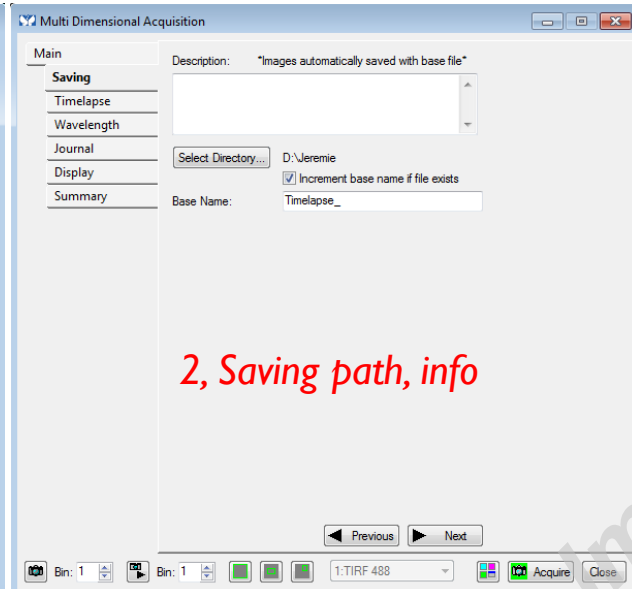 Multi Dimensional Acquisition
Main
Saving
Timelapse
Wavelength
Journal
Display
Summary
Description: *Images automatically saved with base file*
Select Directory... D:\Jeremie
Increment base name if file exists
Base Name: Timelapse_
2, Saving path, info
Previous Next
Bin: 1 Bin: 1 1:TIRF 488 Acquire Close